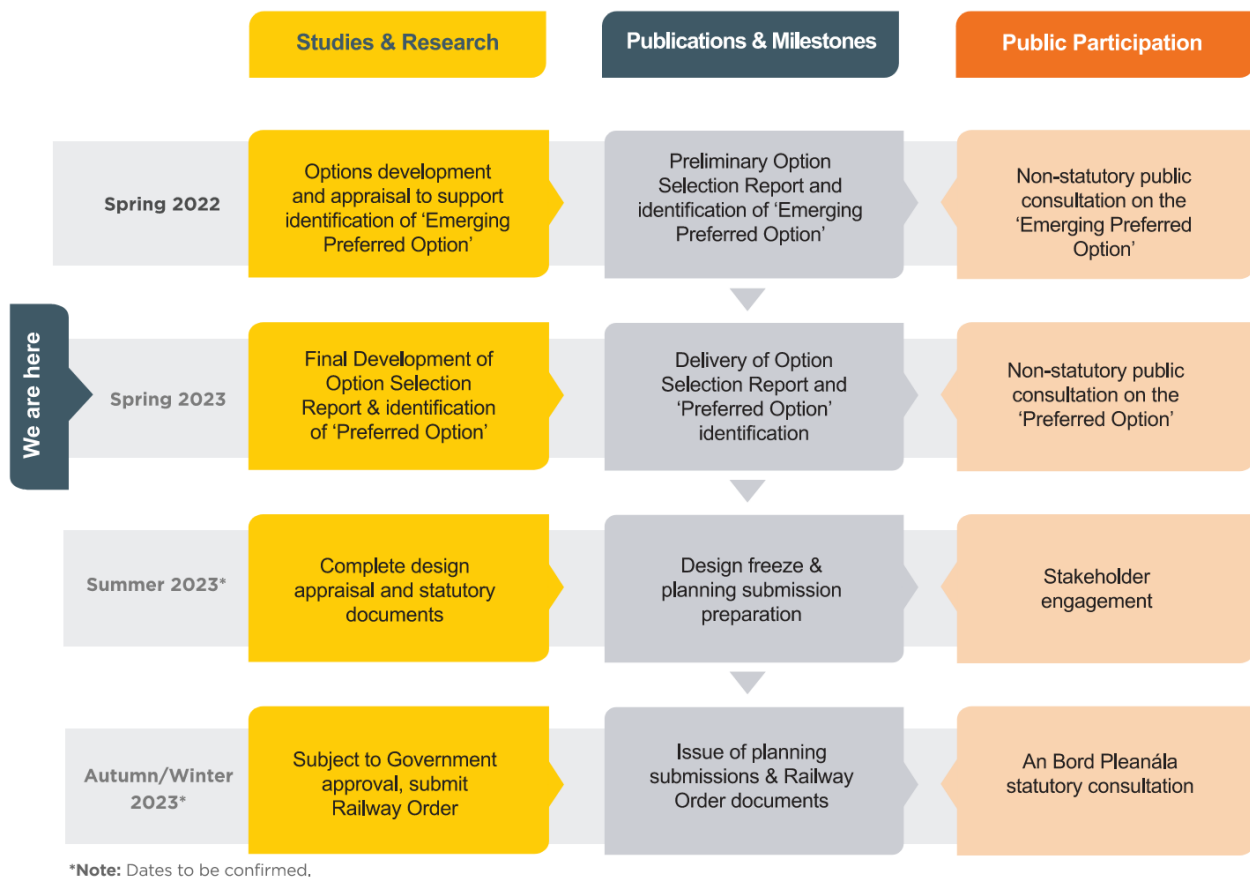 Studies & Research
Publications & Milestones
Public Participation
Spring 2022
Options development
and appraisal to support
identification of ‘Emerging
Preferred Option’
Preliminary Option
Selection Report and
identification of ‘Emerging
Preferred Option’
Non-statutory public
consultation on the
‘Emerging Preferred
Option’
We are here
Spring 2023
Final Development of
Option Selection
Report & identification
of ‘Preferred Option’
Delivery of Option
Selection Report and
‘Preferred Option’
identification
Non-statutory public
consultation on the
‘Preferred Option’
Summer 2023*
Complete design
appraisal and statutory
documents
Design freeze &
planning submission
preparation
Stakeholder
engagement
Autumn/Winter
2023*
Subject to Government
approval, submit
Railway Order
Issue of planning
submissions & Railway
Order documents
An Bord Pleanála
statutory consultation
*Note: Dates to be confirmed,